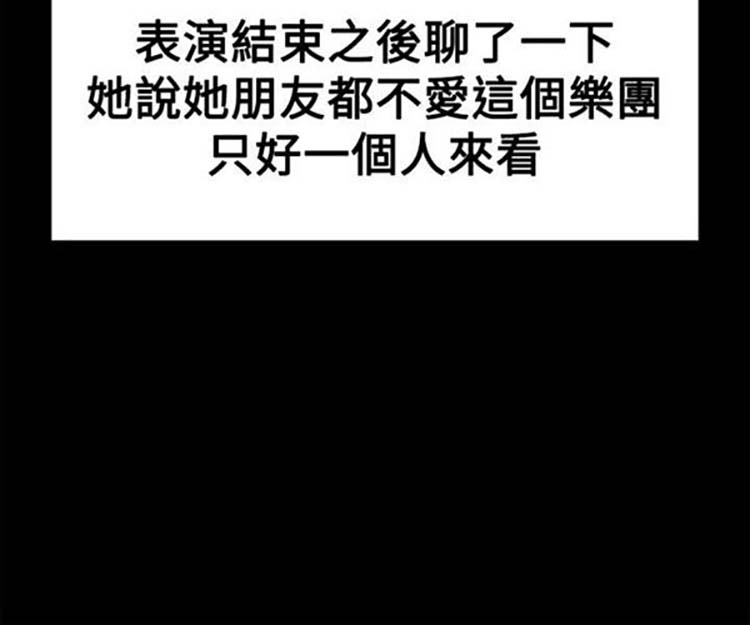 表演結束之後聊了一下
她說她朋友都不愛這個樂團
只好一個人來看